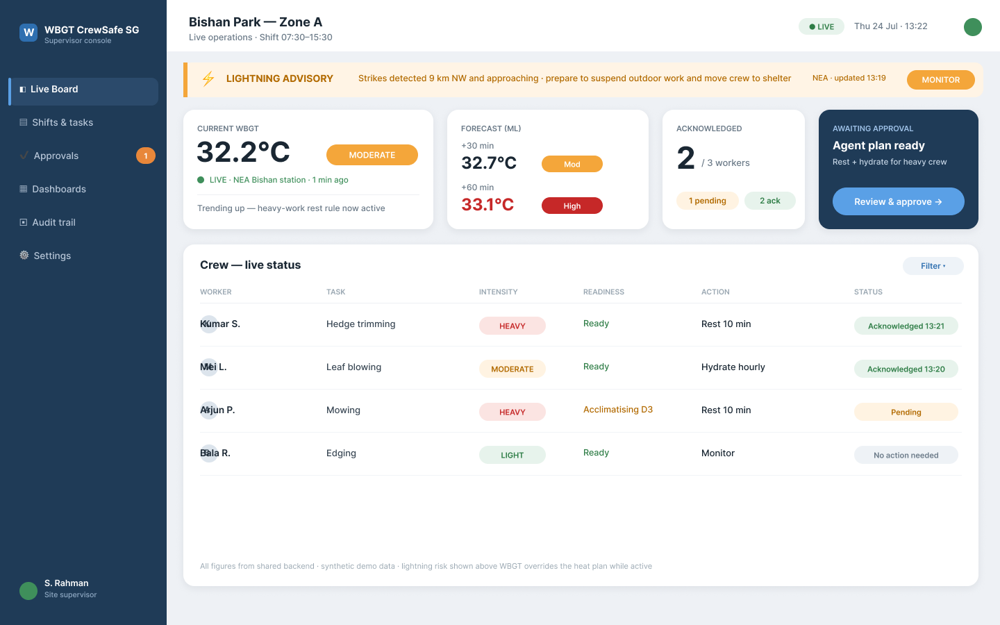 W
WBGT CrewSafe SG
Supervisor console
Live Board
Shifts & tasks
Approvals
1
Dashboards
Audit trail
Settings
S. Rahman
Site supervisor
Bishan Park — Zone A
Live operations · Shift 07:30–15:30
● LIVE
Thu 24 Jul · 13:22
⚡ LIGHTNING ADVISORY
Strikes detected 9 km NW and approaching · prepare to suspend outdoor work and move crew to shelter
NEA · updated 13:19
MONITOR
CURRENT WBGT
32.2°C
MODERATE
LIVE · NEA Bishan station · 1 min ago
Trending up — heavy-work rest rule now active
FORECAST (ML)
+30 min
32.7°C
Mod
+60 min
33.1°C
High
ACKNOWLEDGED
2 / 3 workers
1 pending
2 ack
AWAITING APPROVAL
Agent plan ready
Rest + hydrate for heavy crew
Review & approve →
Crew — live status
Filter ▾
WORKER TASK INTENSITY READINESS ACTION STATUS
Kumar S. Hedge trimming HEAVY Ready Rest 10 min Acknowledged 13:21
Mei L. Leaf blowing MODERATE Ready Hydrate hourly Acknowledged 13:20
Arjun P. Mowing HEAVY Acclimatising D3 Rest 10 min Pending
Bala R. Edging LIGHT Ready Monitor No action needed
All figures from shared backend · synthetic demo data · lightning risk shown above WBGT overrides the heat plan while active